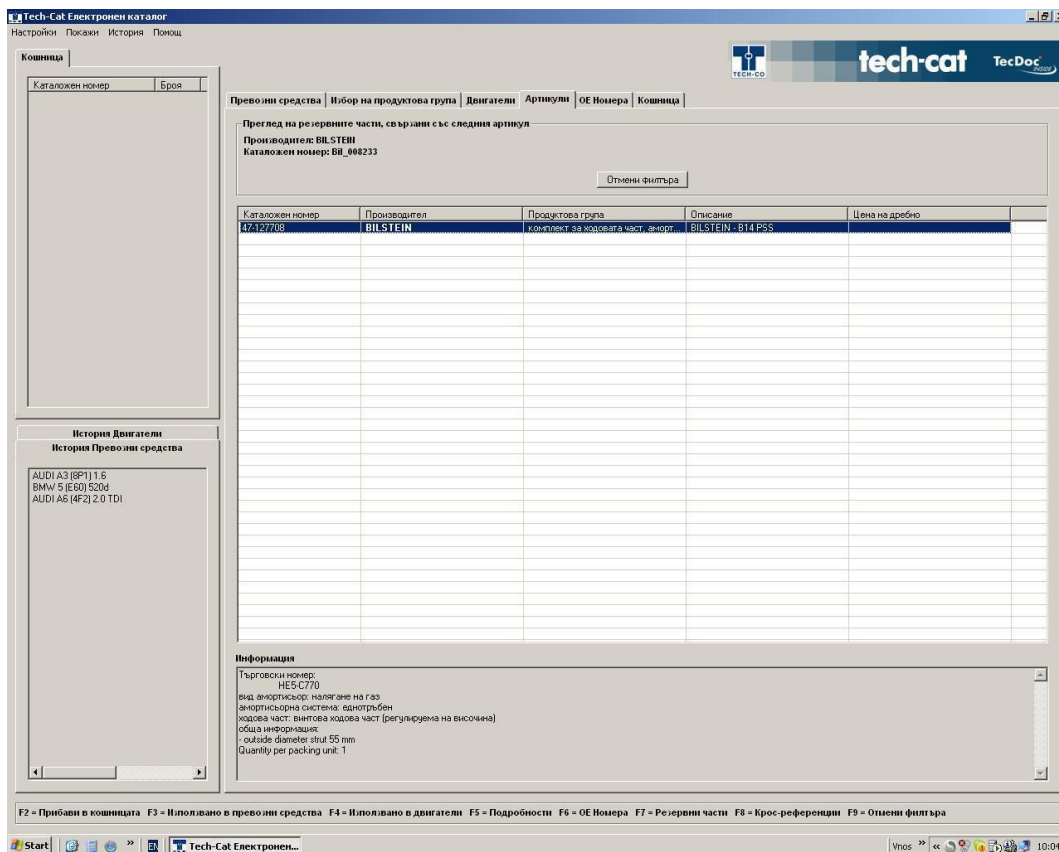 Tech-Cat Електронен каталог
Настройки Покажи История Помощ
Кошница
Каталожен номер Броя
TECH-CO
tech-cat TecDoc inside
Превозни средства Избор на продуктова група Двигатели Артикули ОЕ Номера Кошница
Преглед на резервните части, свързани със следния артикул
Производител: BILSTEIN
Каталожен номер: Bil_008233
Отмени филтъра
Каталожен номер Производител Продуктова група Описание Цена на дребно
47-127708 BILSTEIN комплект за ходовата част, аморт... BILSTEIN - B14 PSS
История Двигатели
История Превозни средства
AUDI A3 (8P1) 1.6
BMW 5 (E60) 520d
AUDI A6 (4F2) 2.0 TDI
Информация
Търговски номер:
HE5-C770
вид амортисьор: налягане на газ
амортисьорна система: еднотръбен
ходова част: винтова ходова част (регулируема на височина)
обща информация:
- outside diameter strut 55 mm
Quantity per packing unit: 1
F2 = Прибави в кошницата F3 = Използвано в превозни средства F4 = Използвано в двигатели F5 = Подробности F6 = ОЕ Номера F7 = Резервни части F8 = Крос-референции F9 = Отмени филтъра
Start » EN Tech-Cat Електронен... Vnos » «